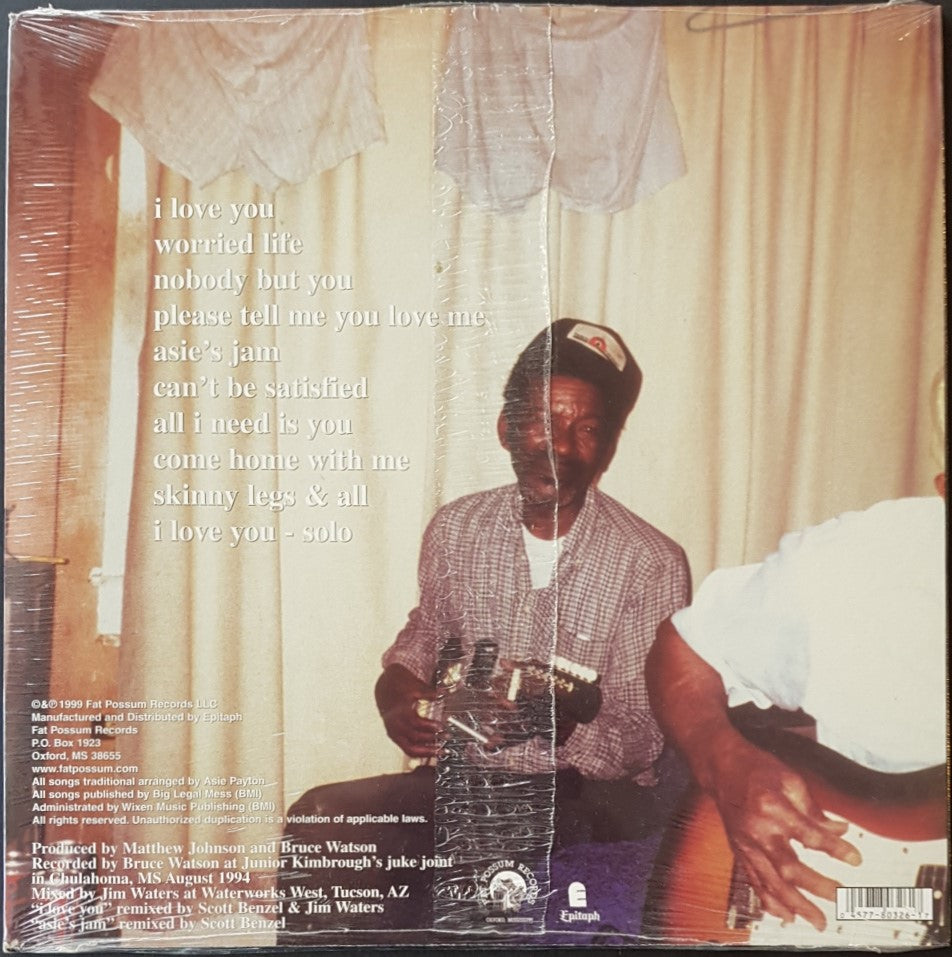 i love you
worried life
nobody but you
please tell me you love me
asie's jam
can't be satisfied
all i need is you
come home with me
skinny legs & all
i love you - solo
©&℗ 1999 Fat Possum Records LLC
Manufactured and Distributed by Epitaph
Fat Possum Records
P.O. Box 1923
Oxford, MS 38655
www.fatpossum.com
All songs traditional arranged by Asie Payton
All songs published by Big Legal Mess (BMI)
Administrated by Wixen Music Publishing (BMI)
All rights reserved. Unauthorized duplication is a violation of applicable laws.
Produced by Matthew Johnson and Bruce Watson
Recorded by Bruce Watson at Junior Kimbrough's juke joint
in Chulahoma, MS August 1994
Mixed by Jim Waters at Waterworks West, Tucson, AZ
"i love you" remixed by Scott Benzel & Jim Waters
"asie's jam" remixed by Scott Benzel
FAT POSSUM RECORDS
OXFORD, MISSISSIPPI
E
Epitaph